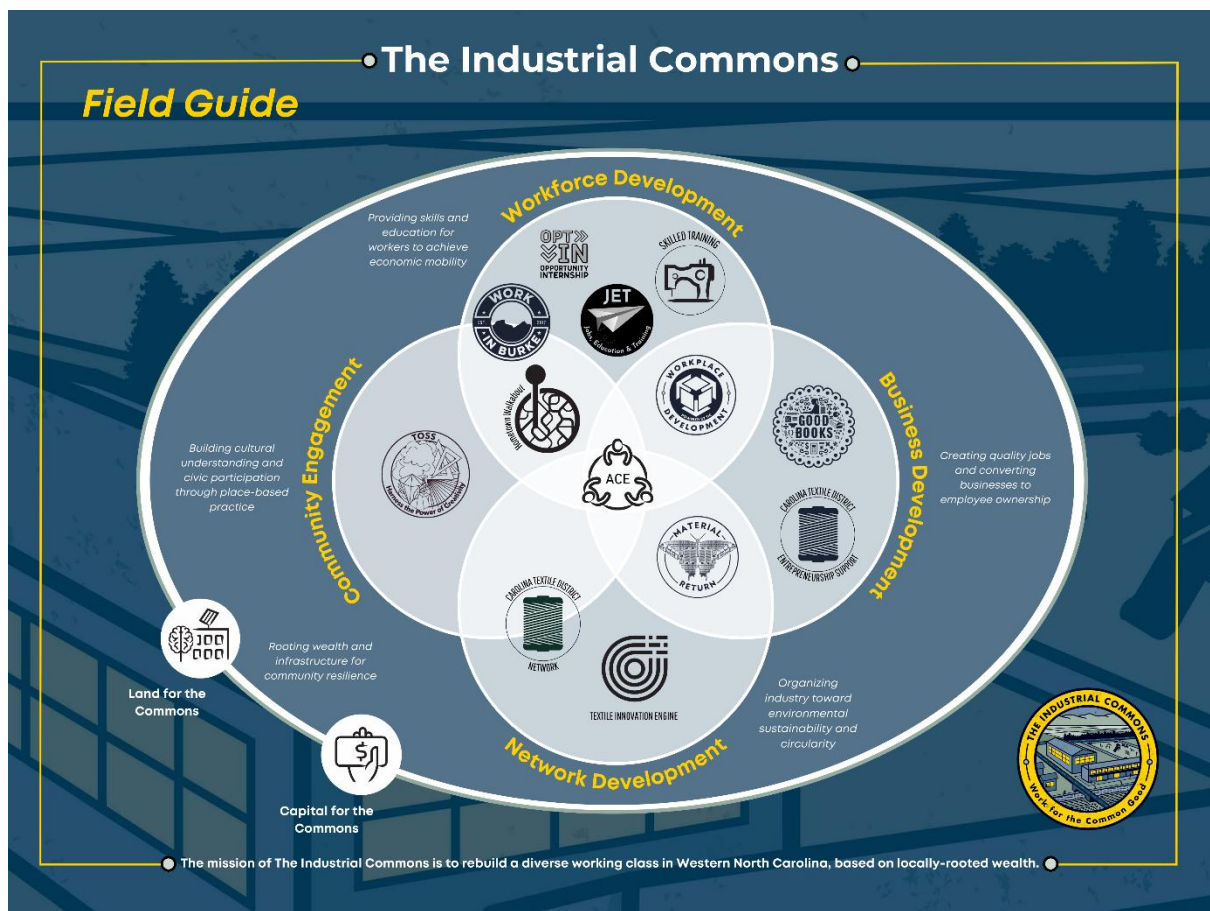 The Industrial Commons
Field Guide
Workforce Development
Providing skills and
education for
workers to achieve
economic mobility
OPT
IN
OPPORTUNITY
INTERNSHIP
SKILLED TRAINING
JET
Jobs, Education & Training
WORK
IN BURKE
WORKPLACE
DEVELOPMENT
Hometown Walkabout
GOOD
BOOKS
Community Engagement
Business Development
Building cultural
understanding and
civic participation
through place-based
practice
TOSS
Harness the Power of Creativity
ACE
Creating quality jobs
and converting
businesses to
employee ownership
CAROLINA TEXTILE DISTRICT
ENTREPRENEURSHIP SUPPORT
MATERIAL
RETURN
CAROLINA TEXTILE DISTRICT
NETWORK
TEXTILE INNOVATION ENGINE
Rooting wealth and
infrastructure for
community resilience
Land for the
Commons
Organizing
industry toward
environmental
sustainability and
circularity
Network Development
$
Capital for the
Commons
THE INDUSTRIAL COMMONS
Work for the Common Good
The mission of The Industrial Commons is to rebuild a diverse working class in Western North Carolina, based on locally-rooted wealth.